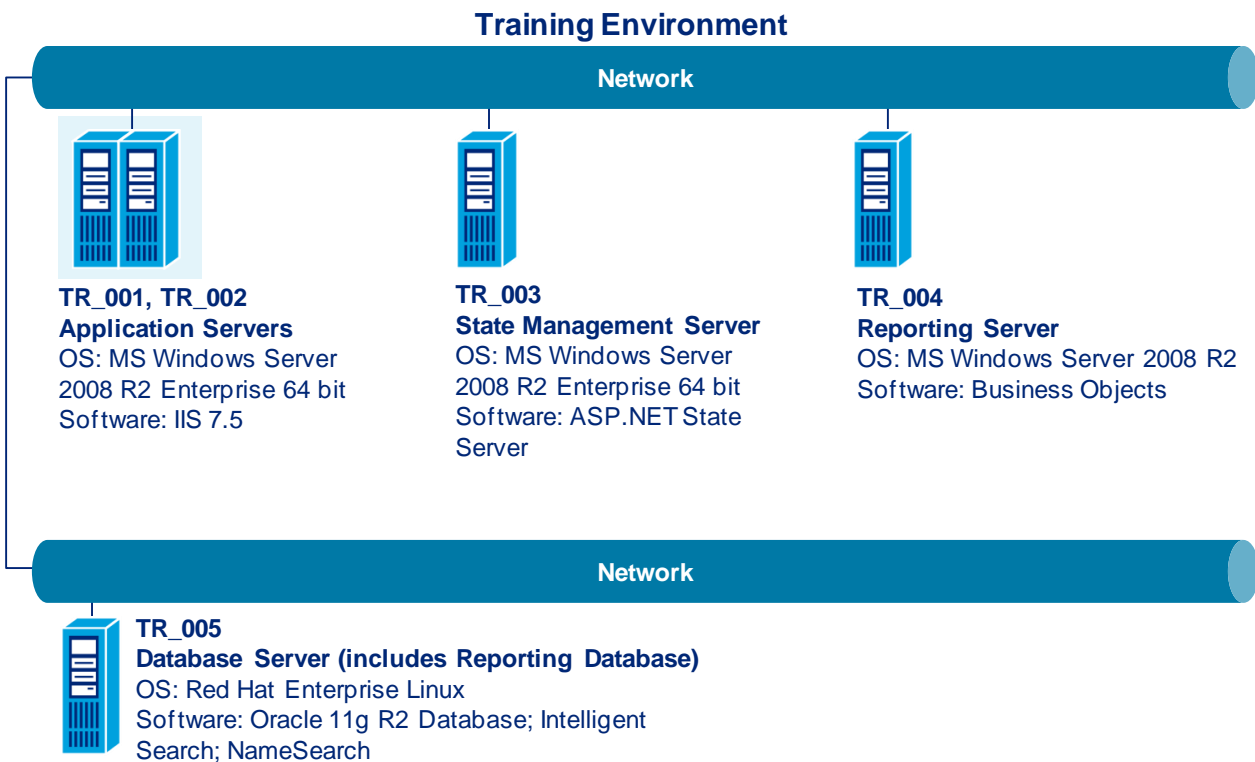 Training Environment
Network
TR_001, TR_002
Application Servers
OS: MS Windows Server
2008 R2 Enterprise 64 bit
Software: IIS 7.5
TR_003
State Management Server
OS: MS Windows Server
2008 R2 Enterprise 64 bit
Software: ASP.NET State
Server
TR_004
Reporting Server
OS: MS Windows Server 2008 R2
Software: Business Objects
Network
TR_005
Database Server (includes Reporting Database)
OS: Red Hat Enterprise Linux
Software: Oracle 11g R2 Database; Intelligent
Search; NameSearch